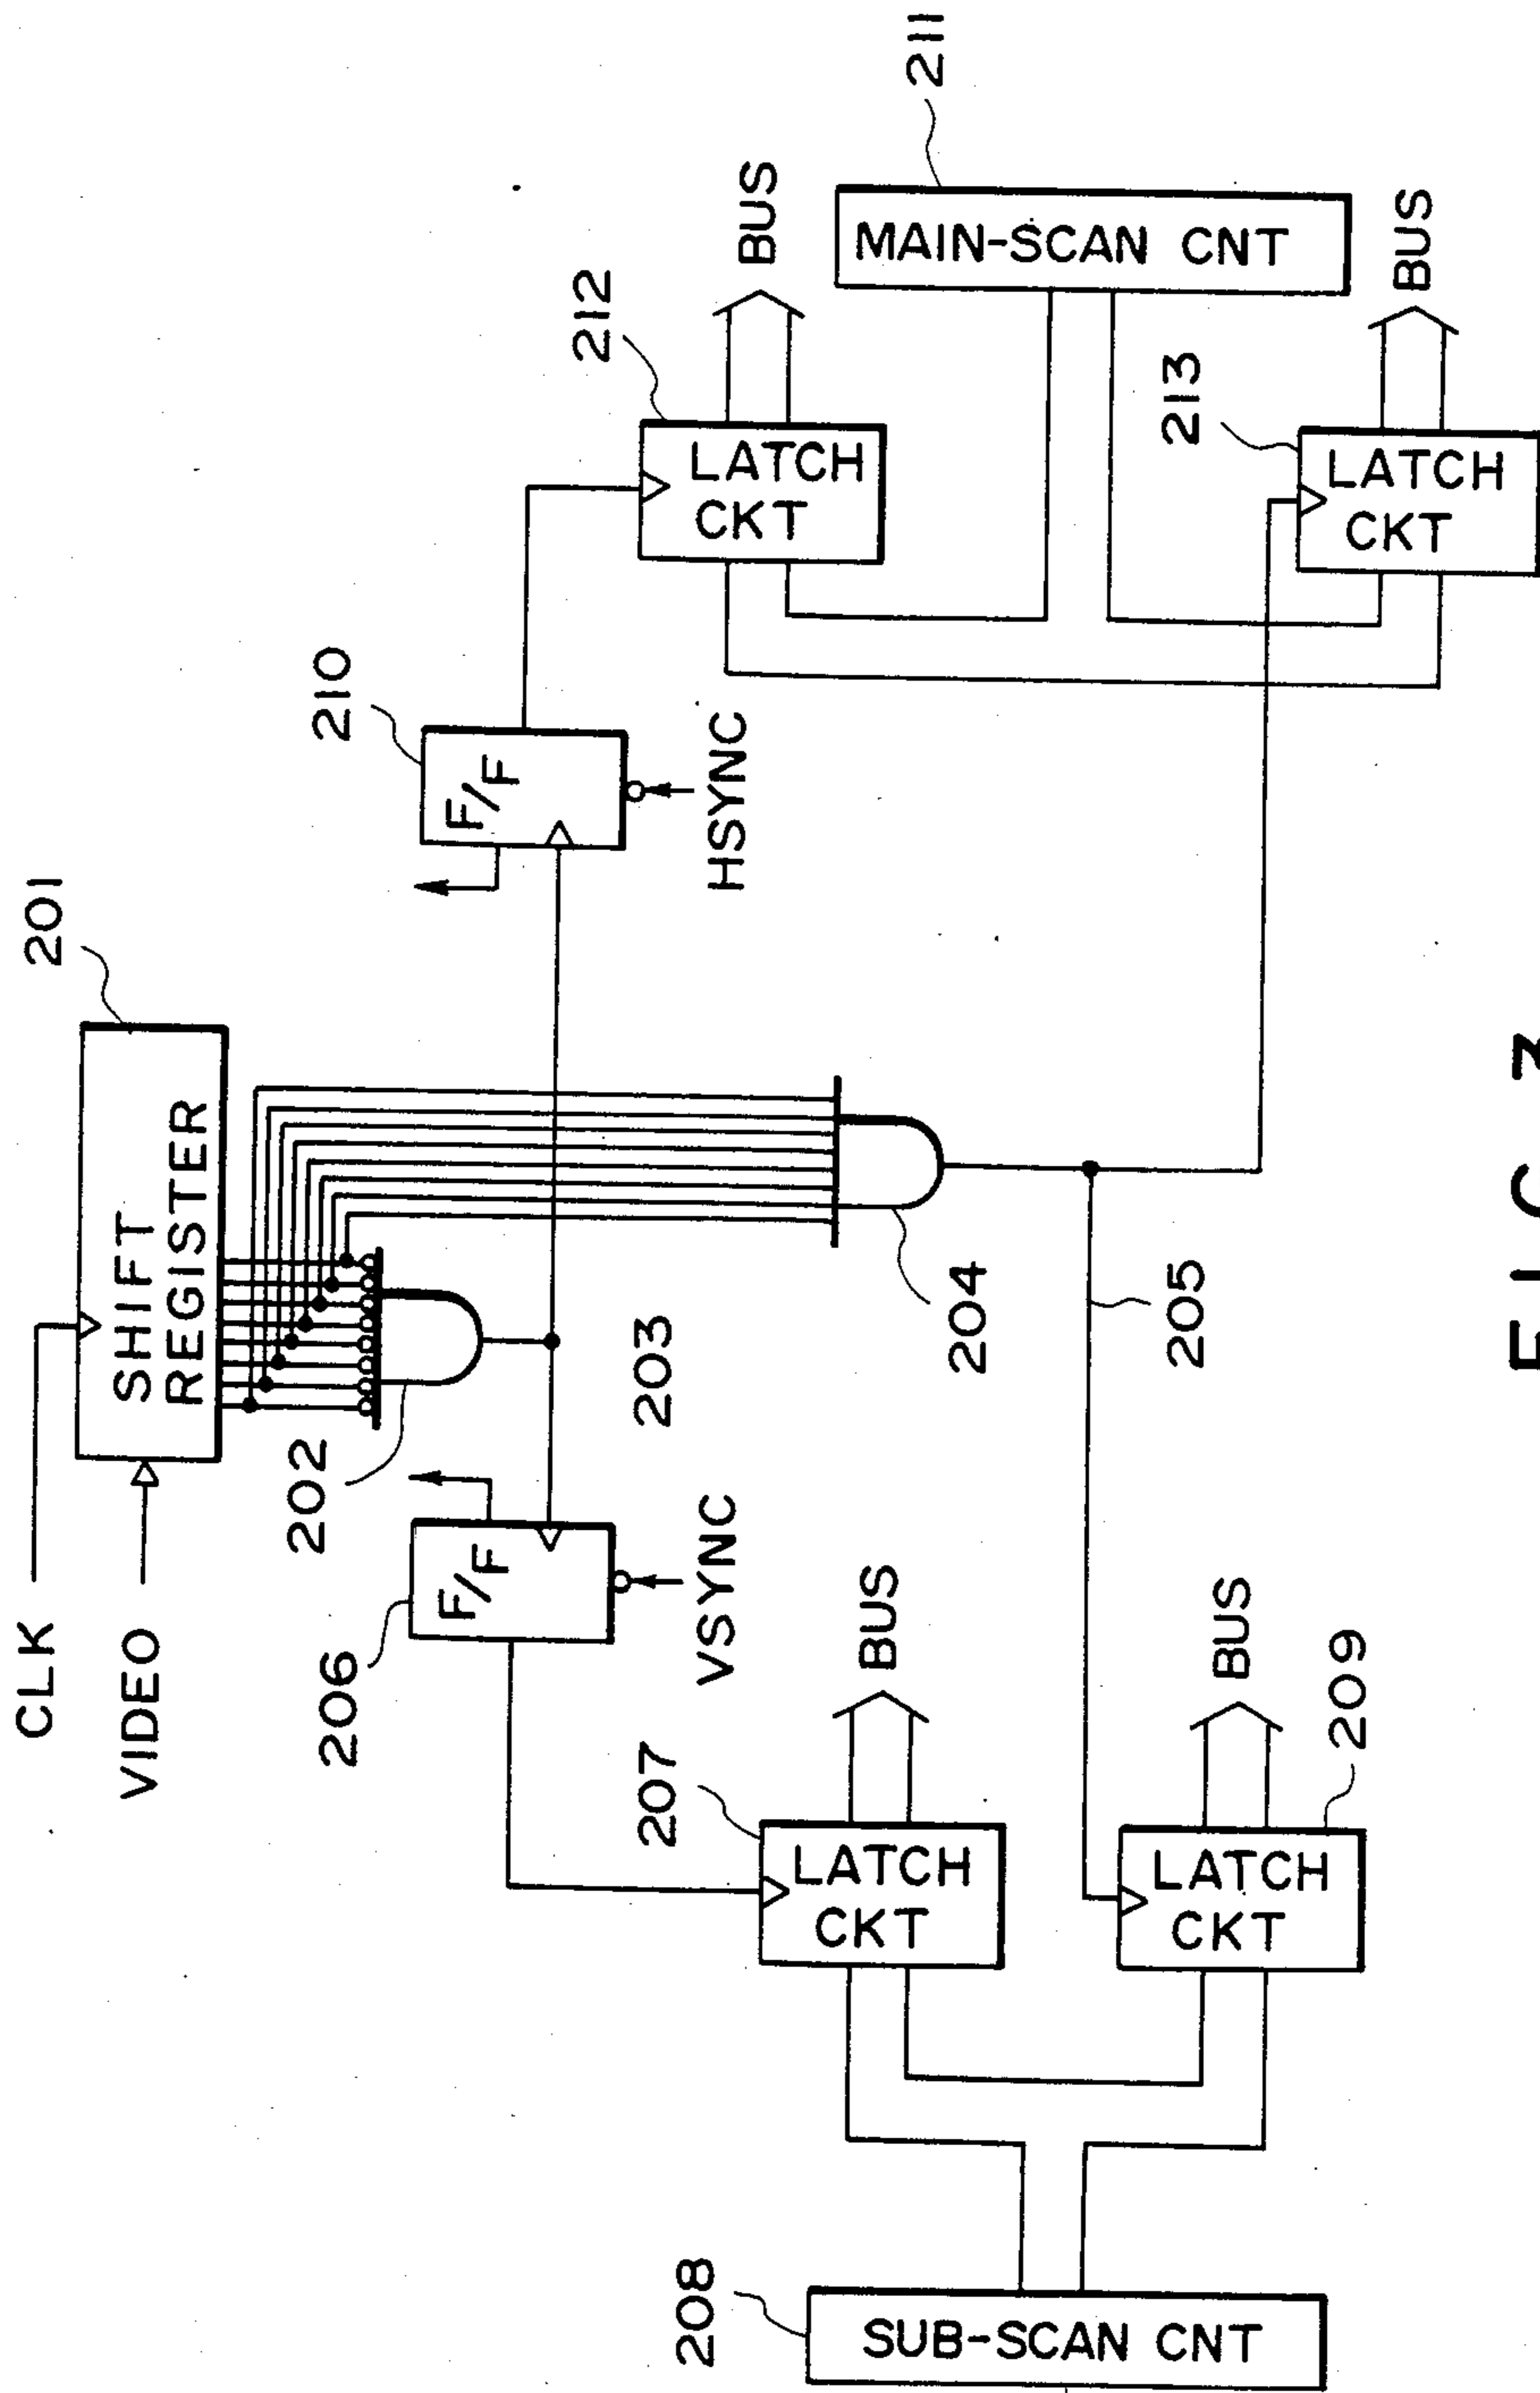 CLK
VIDEO
SHIFT
REGISTER
201
202
203
204
205
206
F/F
VSYNC
210
F/F
HSYNC
207
LATCH
CKT
BUS
208
SUB-SCAN CNT
LATCH
CKT
BUS
209
212
LATCH
CKT
BUS
211
MAIN-SCAN CNT
213
LATCH
CKT
BUS